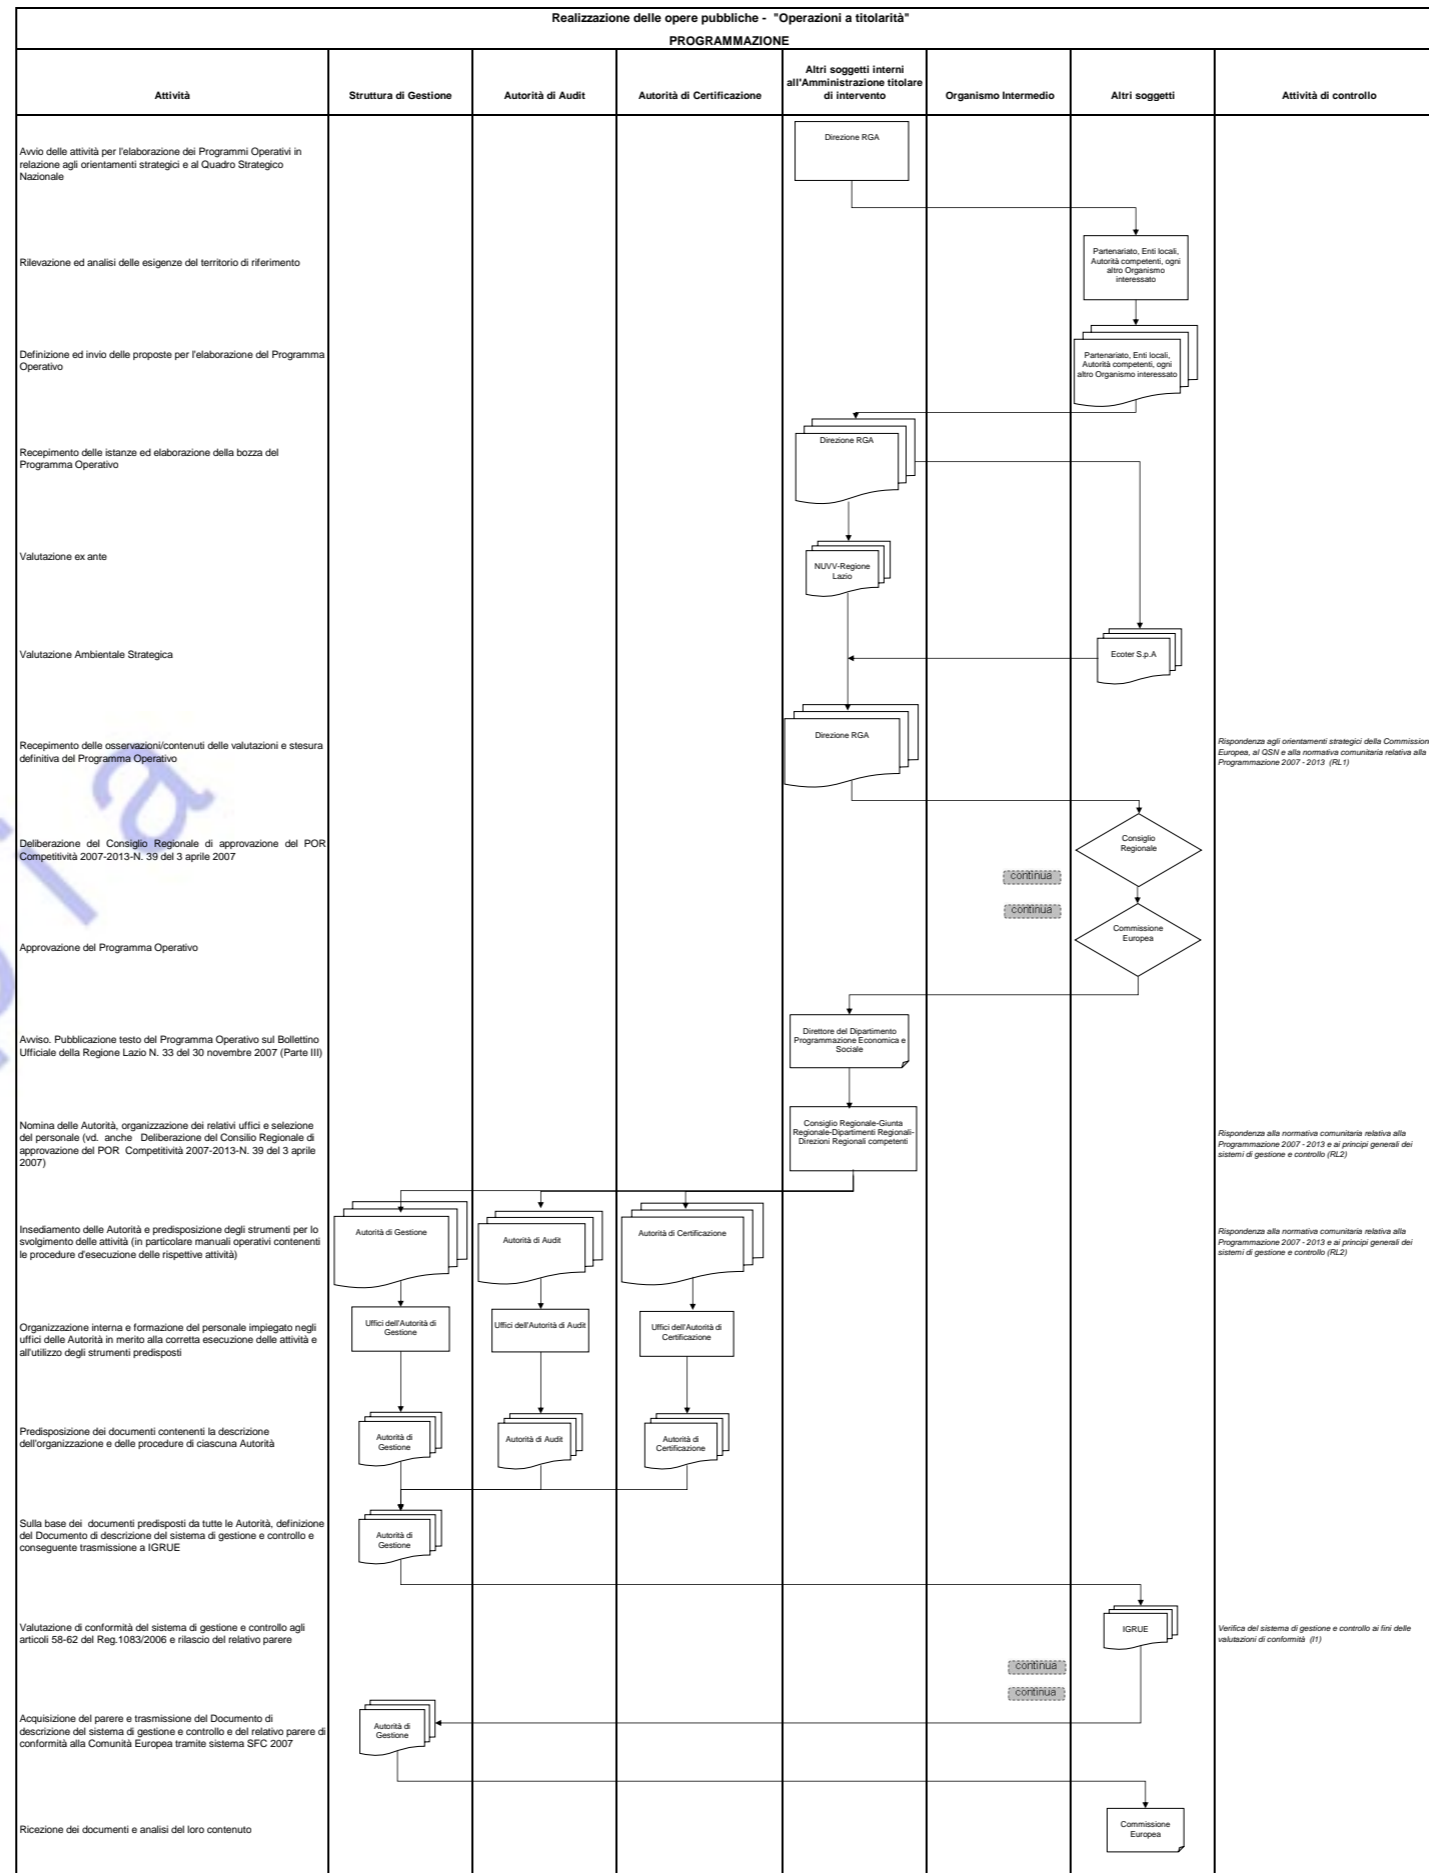 Realizzazione delle opere pubbliche - "Operazioni a titolarità"
PROGRAMMAZIONE
Attività
Struttura di Gestione
Autorità di Audit
Autorità di Certificazione
Altri soggetti interni
all'Amministrazione titolare
di intervento
Organismo Intermedio
Altri soggetti
Attività di controllo
Avvio delle attività per l'elaborazione dei Programmi Operativi in
relazione agli orientamenti strategici e al Quadro Strategico
Nazionale
Direzione RGA
Rilevazione ed analisi delle esigenze del territorio di riferimento
Partenariato, Enti locali,
Autorità competenti, ogni
altro Organismo
interessato
Definizione ed invio delle proposte per l'elaborazione del Programma
Operativo
Partenariato, Enti locali,
Autorità competenti, ogni
altro Organismo interessato
Recepimento delle istanze ed elaborazione della bozza del
Programma Operativo
Direzione RGA
Valutazione ex ante
NUVV-Regione
Lazio
Valutazione Ambientale Strategica
Ecoter S.p.A
Recepimento delle osservazioni/contenuti delle valutazioni e stesura
definitiva del Programma Operativo
Direzione RGA
Rispondenza agli orientamenti strategici della Commission
Europea, al QSN e alla normativa comunitaria relativa alla
Programmazione 2007 - 2013 (RL1)
Deliberazione del Consiglio Regionale di approvazione del POR
Competitività 2007-2013-N. 39 del 3 aprile 2007
Consiglio
Regionale
continua
continua
Approvazione del Programma Operativo
Commissione
Europea
Avviso. Pubblicazione testo del Programma Operativo sul Bollettino
Ufficiale della Regione Lazio N. 33 del 30 novembre 2007 (Parte III)
Direttore del Dipartimento
Programmazione Economica e
Sociale
Nomina delle Autorità, organizzazione dei relativi uffici e selezione
del personale (vd. anche Deliberazione del Consilio Regionale di
approvazione del POR Competitività 2007-2013-N. 39 del 3 aprile
2007)
Consiglio Regionale-Giunta
Regionale-Dipartimenti Regionali-
Direzioni Regionali competenti
Rispondenza alla normativa comunitaria relativa alla
Programmazione 2007 - 2013 e ai principi generali dei
sistemi di gestione e controllo (RL2)
Insediamento delle Autorità e predisposizione degli strumenti per lo
svolgimento delle attività (in particolare manuali operativi contenenti
le procedure d'esecuzione delle rispettive attività)
Autorità di Gestione
Autorità di Audit
Autorità di Certificazione
Rispondenza alla normativa comunitaria relativa alla
Programmazione 2007 - 2013 e ai principi generali dei
sistemi di gestione e controllo (RL2)
Organizzazione interna e formazione del personale impiegato negli
uffici delle Autorità in merito alla corretta esecuzione delle attività e
all'utilizzo degli strumenti predisposti
Uffici dell'Autorità di
Gestione
Uffici dell'Autorità di Audit
Uffici dell'Autorità di
Certificazione
Predisposizione dei documenti contenenti la descrizione
dell'organizzazione e delle procedure di ciascuna Autorità
Autorità di
Gestione
Autorità di Audit
Autorità di
Certificazione
Sulla base dei documenti predisposti da tutte le Autorità, definizione
del Documento di descrizione del sistema di gestione e controllo e
conseguente trasmissione a IGRUE
Autorità di
Gestione
Valutazione di conformità del sistema di gestione e controllo agli
articoli 58-62 del Reg.1083/2006 e rilascio del relativo parere
IGRUE
Verifica del sistema di gestione e controllo ai fini delle
valutazioni di conformità (I1)
continua
continua
Acquisizione del parere e trasmissione del Documento di
descrizione del sistema di gestione e controllo e del relativo parere di
conformità alla Comunità Europea tramite sistema SFC 2007
Autorità di
Gestione
Ricezione dei documenti e analisi del loro contenuto
Commissione
Europea